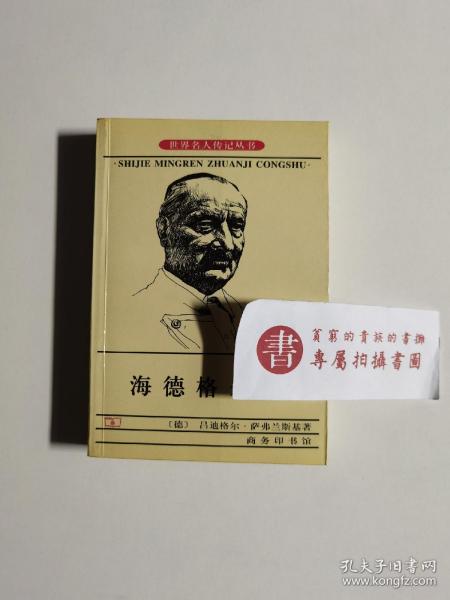 世界名人传记丛书
·SHIJIE MINGREN ZHUANJI CONGSHU·
海德格
〔德〕 吕迪格尔·萨弗兰斯基著
商务印书馆
書
貧窮的貴族的書攤
專屬拍攝書圖
孔夫子旧书网
www.kongfz.com